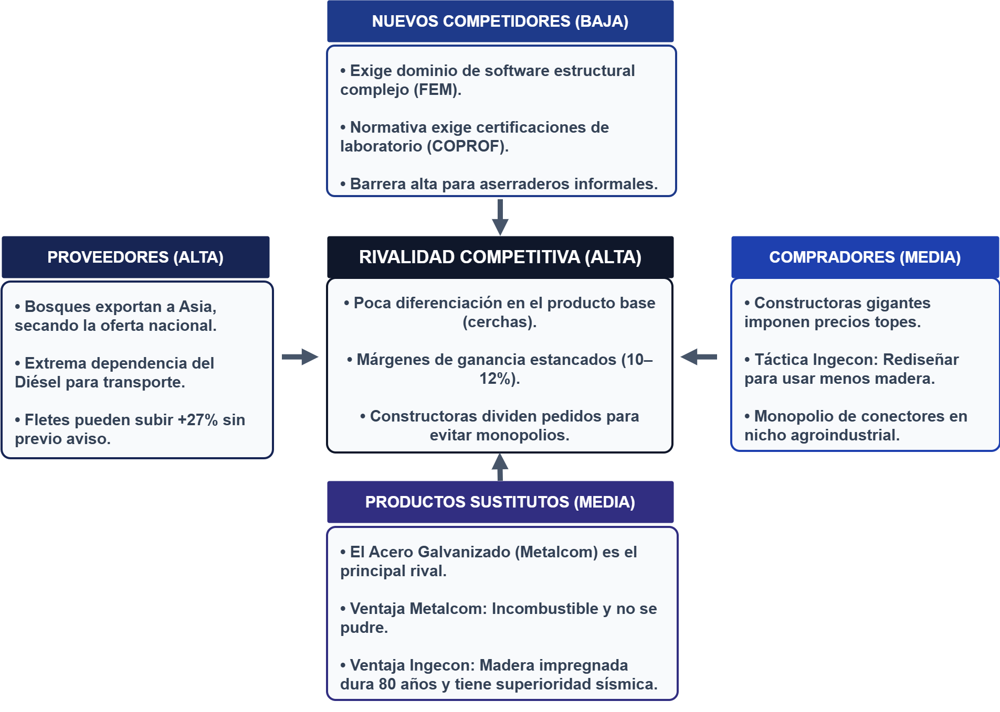 NUEVOS COMPETIDORES (BAJA)
• Exige dominio de software estructural
complejo (FEM).
• Normativa exige certificaciones de
laboratorio (COPROF).
• Barrera alta para aserraderos informales.
PROVEEDORES (ALTA)
• Bosques exportan a Asia,
secando la oferta nacional.
• Extrema dependencia del
Diésel para transporte.
• Fletes pueden subir +27% sin
previo aviso.
RIVALIDAD COMPETITIVA (ALTA)
• Poca diferenciación en el producto base
(cerchas).
• Márgenes de ganancia estancados (10–
12%).
• Constructoras dividen pedidos para
evitar monopolios.
COMPRADORES (MEDIA)
• Constructoras gigantes
imponen precios topes.
• Táctica Ingecon: Rediseñar
para usar menos madera.
• Monopolio de conectores en
nicho agroindustrial.
PRODUCTOS SUSTITUTOS (MEDIA)
• El Acero Galvanizado (Metalcom) es el
principal rival.
• Ventaja Metalcom: Incombustible y no se
pudre.
• Ventaja Ingecon: Madera impregnada
dura 80 años y tiene superioridad sísmica.